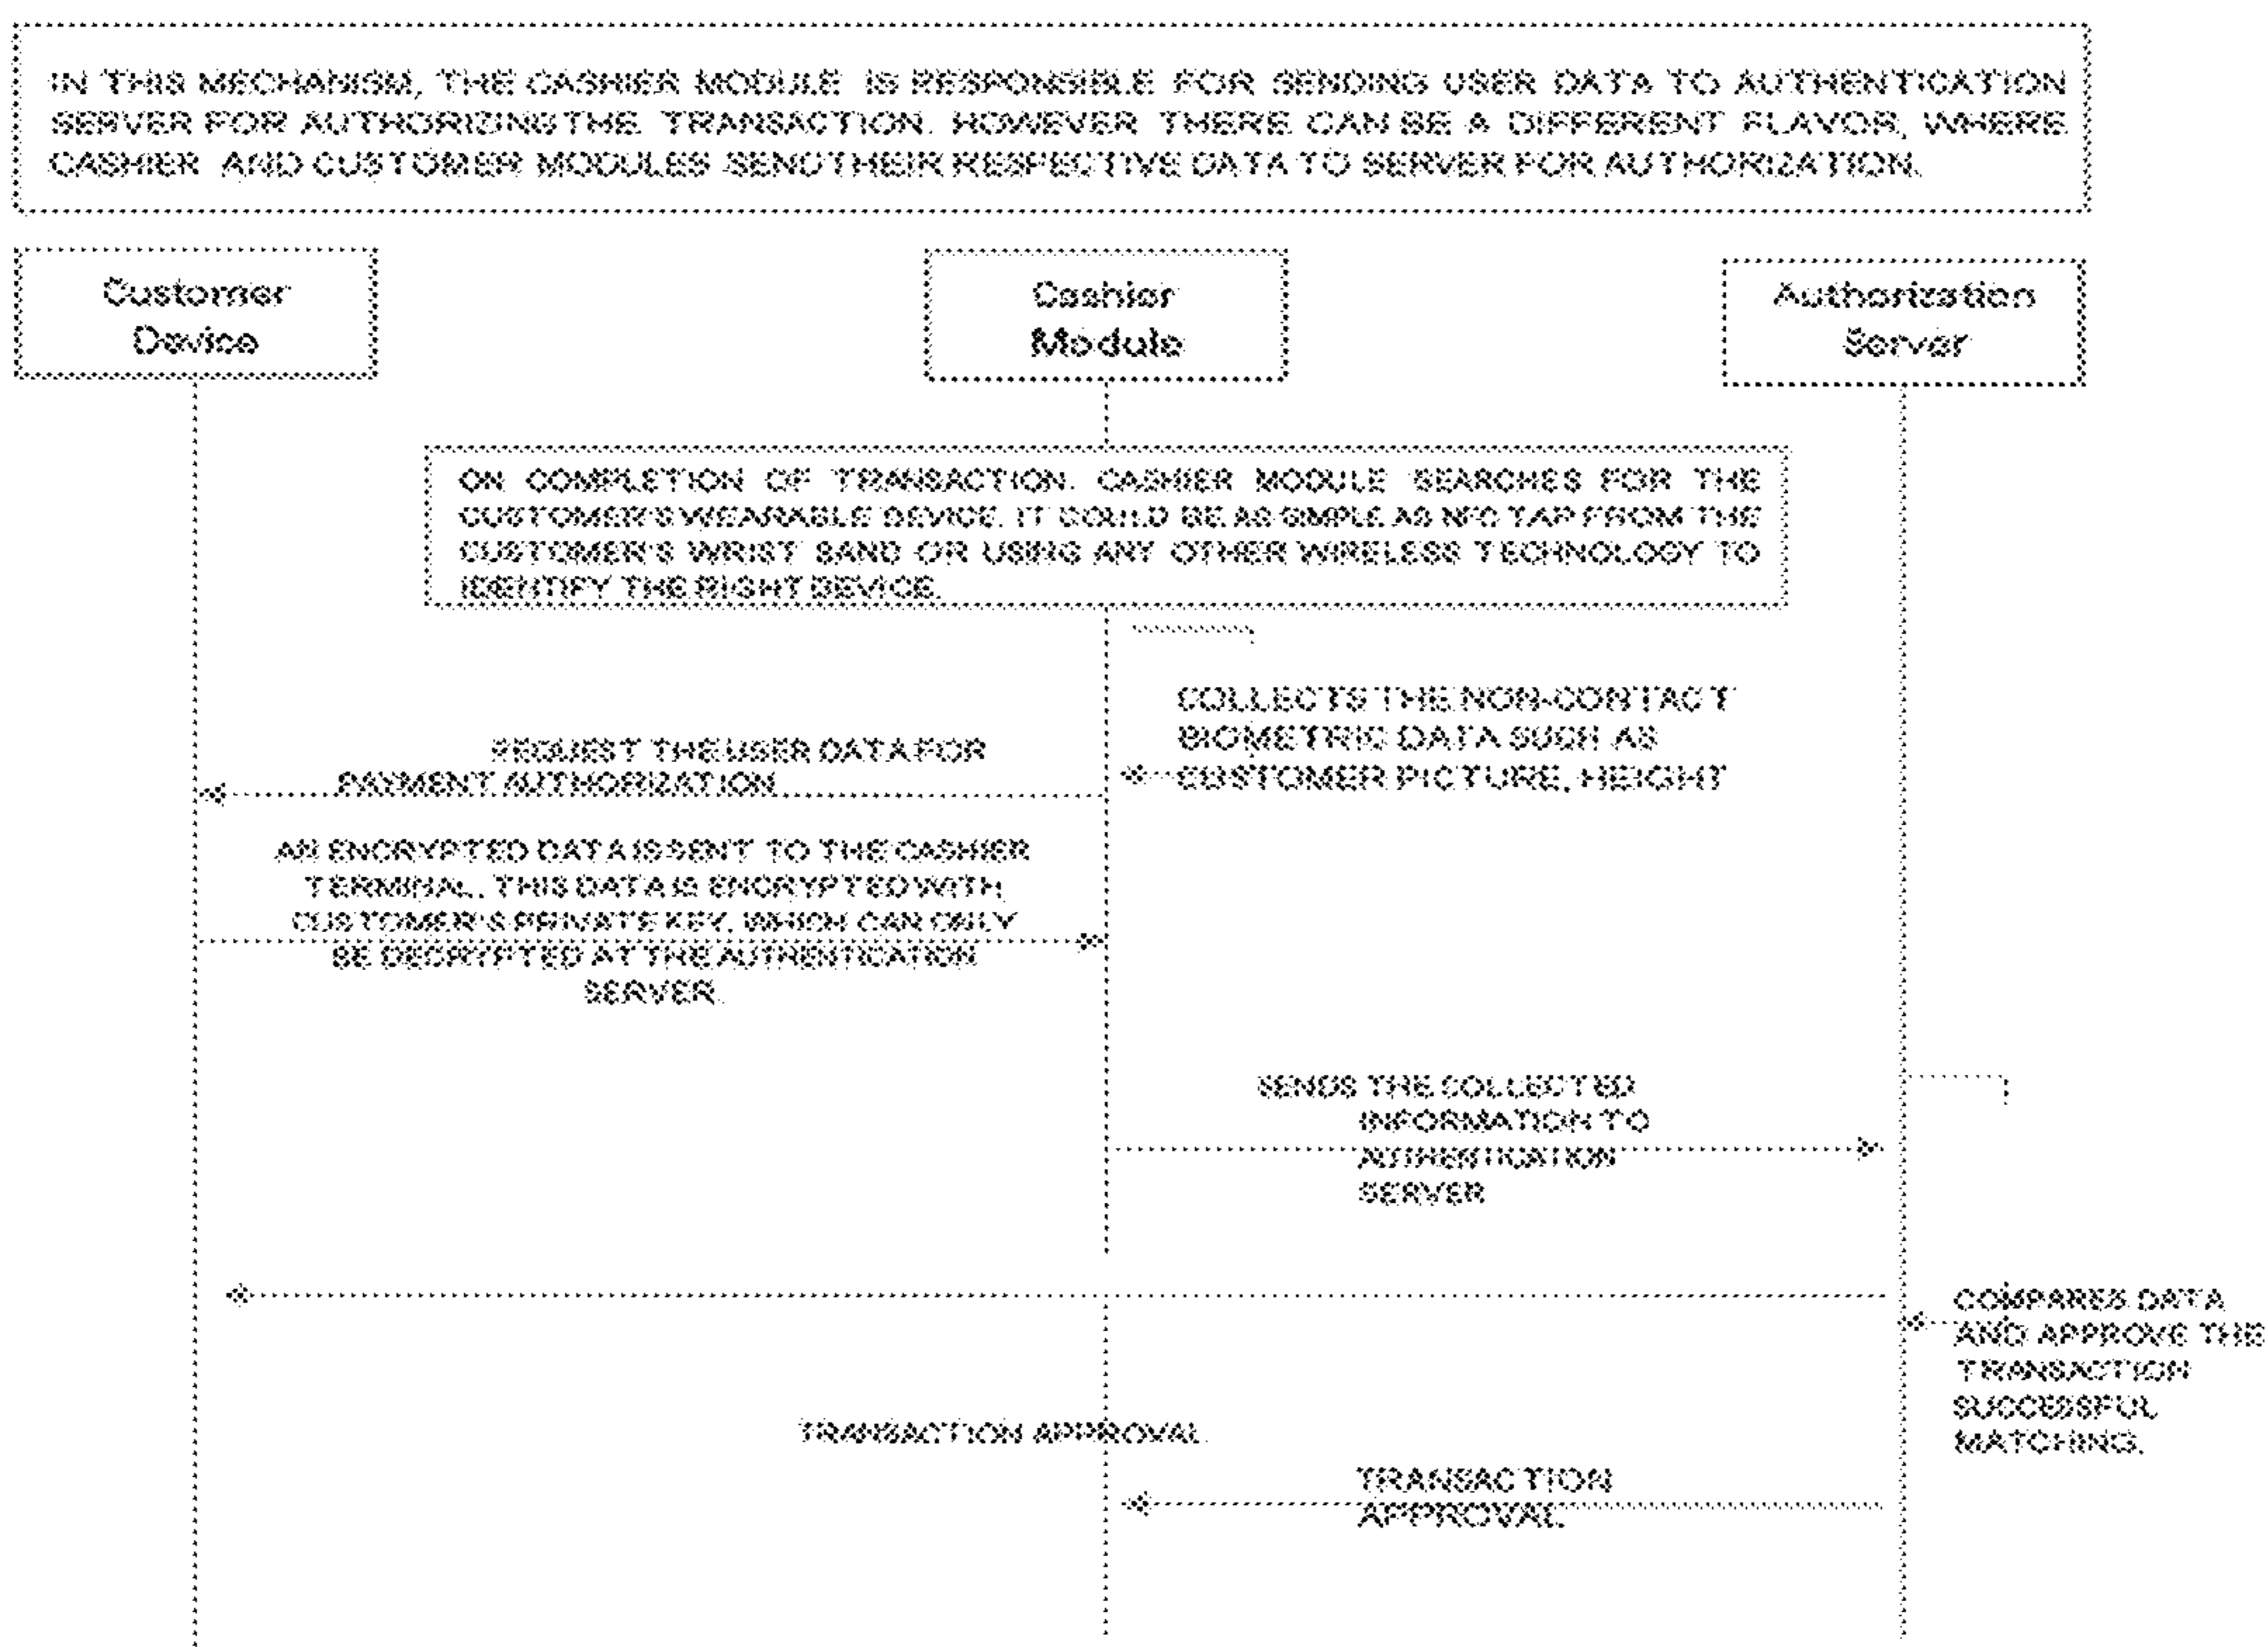 IN THIS MECHANISM, THE CASHIER MODULE IS RESPONSIBLE FOR SENDING USER DATA TO AUTHENTICATION
SERVER FOR AUTHORIZING THE TRANSACTION. HOWEVER THERE CAN BE A DIFFERENT FLAVOR, WHERE
CASHIER AND CUSTOMER MODULES SEND THEIR RESPECTIVE DATA TO SERVER FOR AUTHORIZATION.
Customer
Device
Cashier
Module
Authorization
Server
ON COMPLETION OF TRANSACTION. CASHIER MODULE SEARCHES FOR THE
CUSTOMER'S WEARABLE DEVICE. IT COULD BE AS SIMPLE AS NFC TAP FROM THE
CUSTOMER'S WRIST BAND OR USING ANY OTHER WIRELESS TECHNOLOGY TO
IDENTIFY THE RIGHT DEVICE.
COLLECTS THE NON-CONTACT
BIOMETRIC DATA SUCH AS
CUSTOMER PICTURE, HEIGHT
REQUEST THE USER DATA FOR
PAYMENT AUTHORIZATION
AN ENCRYPTED DATA IS SENT TO THE CASHIER
TERMINAL. THIS DATA IS ENCRYPTED WITH
CUSTOMER'S PRIVATE KEY, WHICH CAN ONLY
BE DECRYPTED AT THE AUTHENTICATION
SERVER.
SENDS THE COLLECTED
INFORMATION TO
AUTHENTICATION
SERVER
COMPARES DATA
AND APPROVE THE
TRANSACTION
SUCCESSFUL
MATCHING.
TRANSACTION APPROVAL
TRANSACTION
APPROVAL